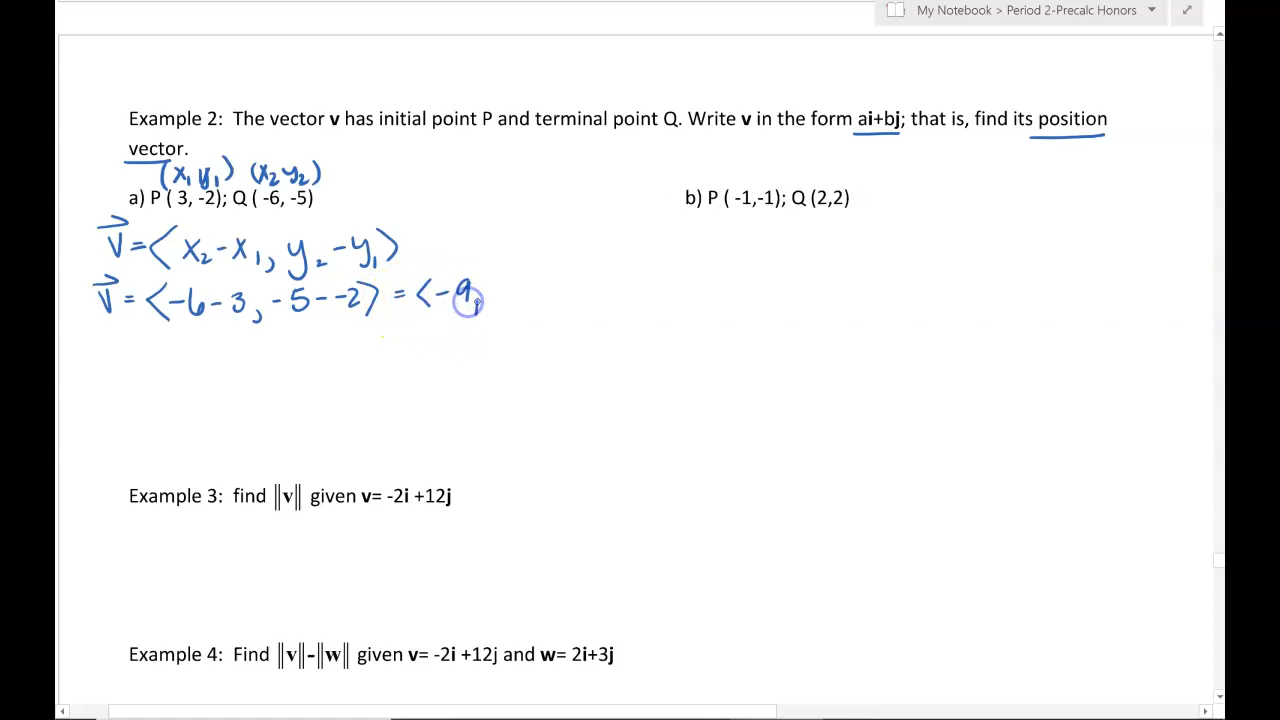 My Notebook > Period 2-Precalc Honors
Example 2: The vector v has initial point P and terminal point Q. Write v in the form ai+bj; that is, find its position
vector.
(x₁ y₁) (x₂ y₂)
a) P ( 3, -2); Q ( -6, -5)
b) P ( -1,-1); Q (2,2)
v⃗ = ⟨ x₂ - x₁, y₂ - y₁⟩
v⃗ = ⟨ -6 - 3, -5 - -2⟩ = ⟨ -9,
Example 3: find ‖v‖ given v= -2i +12j
Example 4: Find ‖v‖-‖w‖ given v= -2i +12j and w= 2i+3j